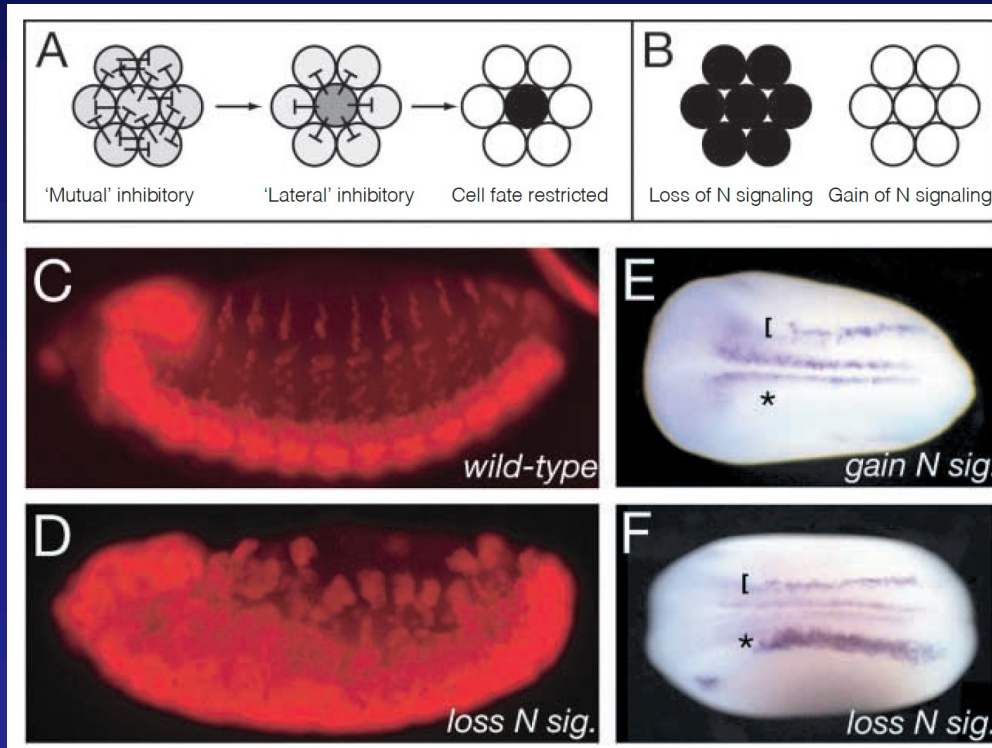 A
B
'Mutual' inhibitory
'Lateral' inhibitory
Cell fate restricted
Loss of N signaling
Gain of N signaling
C
wild-type
E
[
*
gain N sig.
D
loss N sig.
F
[
*
loss N sig.